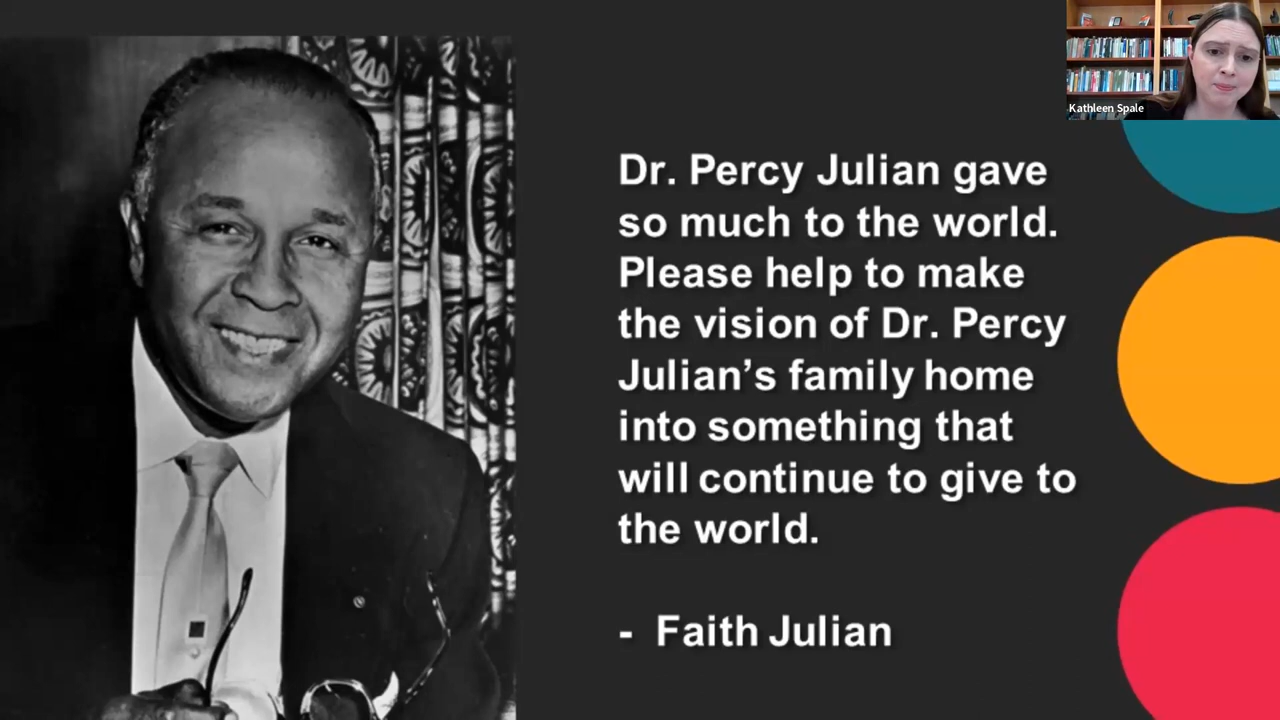 Kathleen Spale
Dr. Percy Julian gave
so much to the world.
Please help to make
the vision of Dr. Percy
Julian’s family home
into something that
will continue to give to
the world.
- Faith Julian